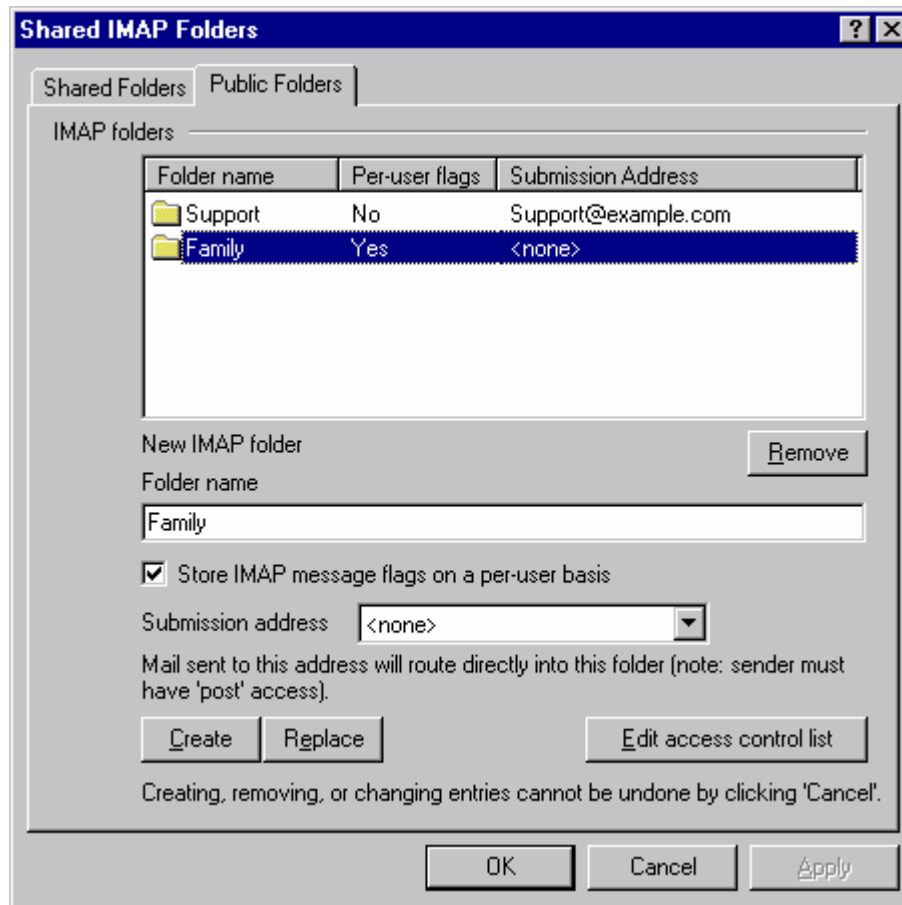 Shared IMAP Folders
Shared Folders Public Folders
IMAP folders
Folder name Per-user flags Submission Address
Support No Support@example.com
Family Yes <none>
New IMAP folder
Remove
Folder name
Family
Store IMAP message flags on a per-user basis
Submission address <none>
Mail sent to this address will route directly into this folder (note: sender must
have 'post' access).
Create Replace Edit access control list
Creating, removing, or changing entries cannot be undone by clicking 'Cancel'.
OK Cancel Apply